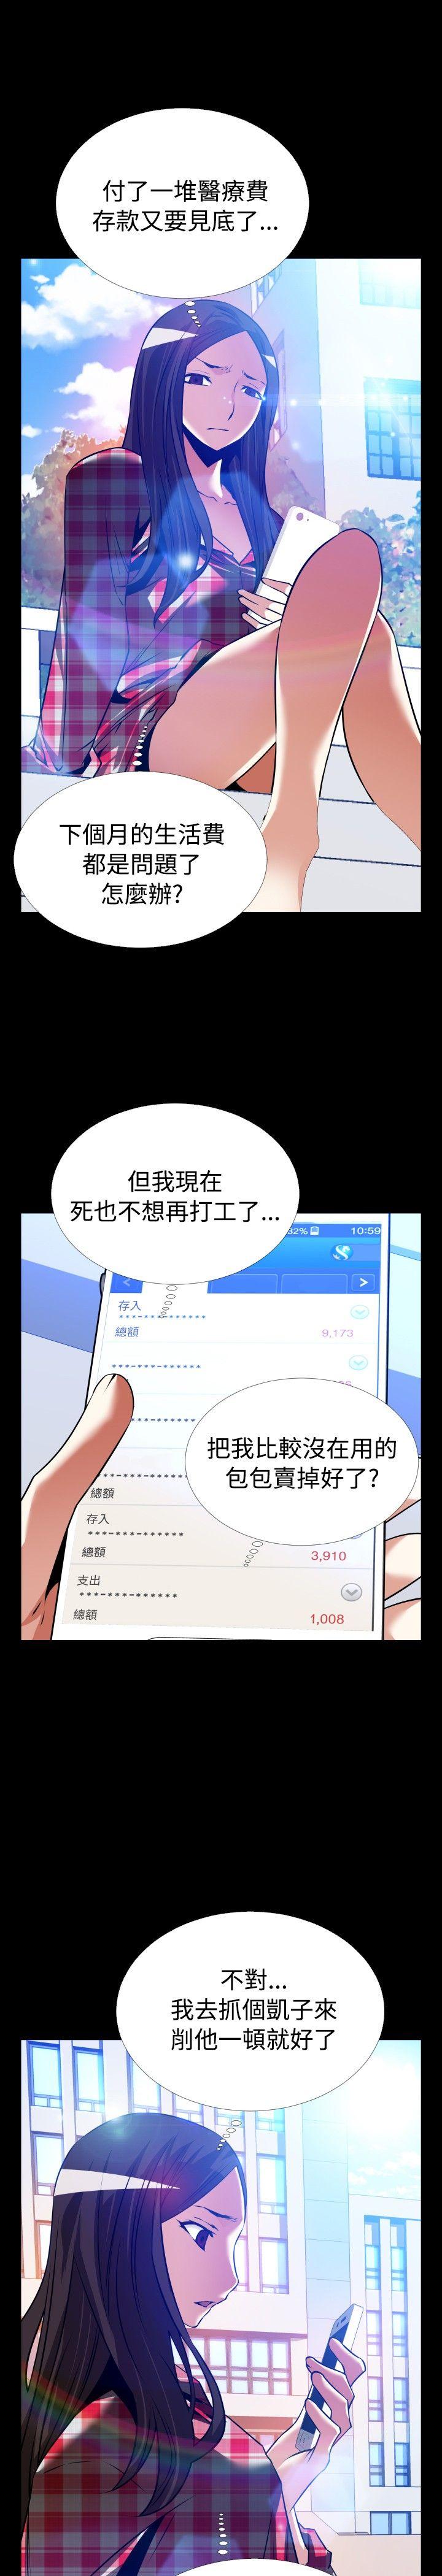 付了一堆醫療費
存款又要見底了...
下個月的生活費
都是問題了
怎麼辦?
但我現在
死也不想再打工了...
32% 10:59
存入
總額 9,173
把我比較沒在用的
包包賣掉好了?
總額
存入
***-***-******
總額 3,910
支出
***-***-******
總額 1,008
不對...
我去抓個凱子來
削他一頓就好了